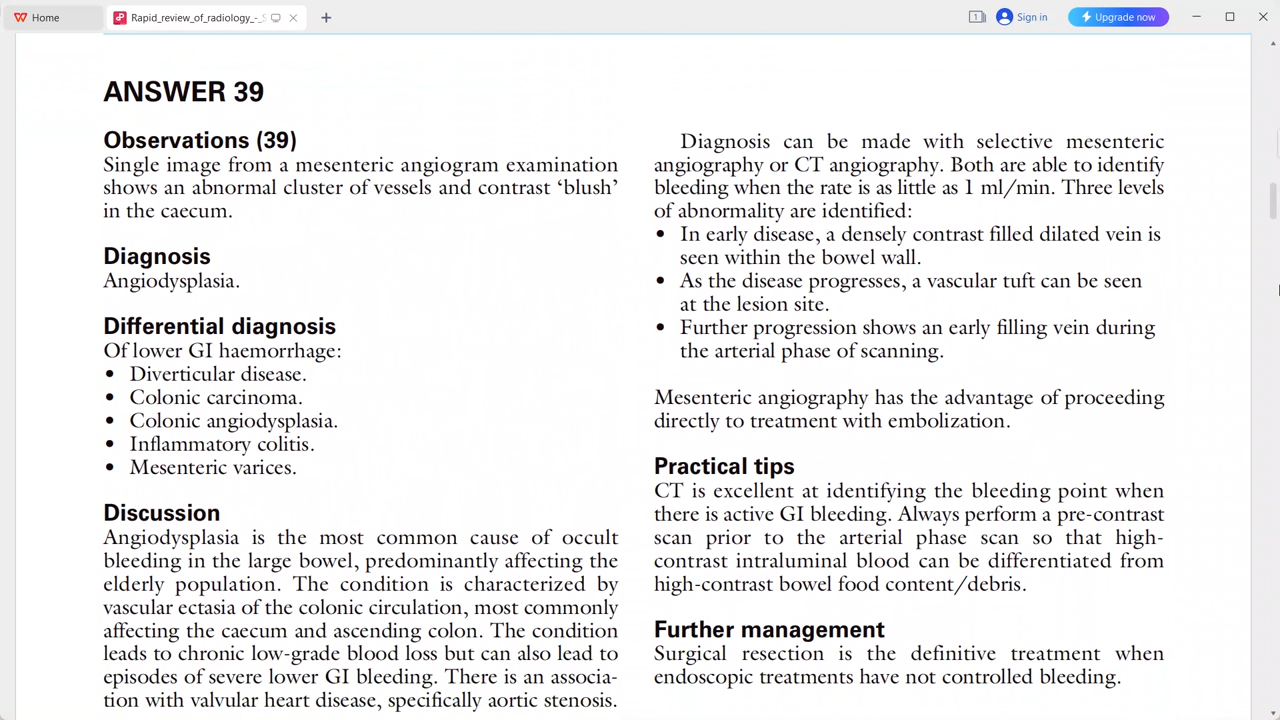 Home
Rapid_review_of_radiology_-_S
1
Sign in
Upgrade now
ANSWER 39
Observations (39)
Single image from a mesenteric angiogram examination
shows an abnormal cluster of vessels and contrast ‘blush’
in the caecum.
Diagnosis
Angiodysplasia.
Differential diagnosis
Of lower GI haemorrhage:
• Diverticular disease.
• Colonic carcinoma.
• Colonic angiodysplasia.
• Inflammatory colitis.
• Mesenteric varices.
Discussion
Angiodysplasia is the most common cause of occult
bleeding in the large bowel, predominantly affecting the
elderly population. The condition is characterized by
vascular ectasia of the colonic circulation, most commonly
affecting the caecum and ascending colon. The condition
leads to chronic low-grade blood loss but can also lead to
episodes of severe lower GI bleeding. There is an associa-
tion with valvular heart disease, specifically aortic stenosis.
Diagnosis can be made with selective mesenteric
angiography or CT angiography. Both are able to identify
bleeding when the rate is as little as 1 ml/min. Three levels
of abnormality are identified:
• In early disease, a densely contrast filled dilated vein is
seen within the bowel wall.
• As the disease progresses, a vascular tuft can be seen
at the lesion site.
• Further progression shows an early filling vein during
the arterial phase of scanning.
Mesenteric angiography has the advantage of proceeding
directly to treatment with embolization.
Practical tips
CT is excellent at identifying the bleeding point when
there is active GI bleeding. Always perform a pre-contrast
scan prior to the arterial phase scan so that high-
contrast intraluminal blood can be differentiated from
high-contrast bowel food content/debris.
Further management
Surgical resection is the definitive treatment when
endoscopic treatments have not controlled bleeding.